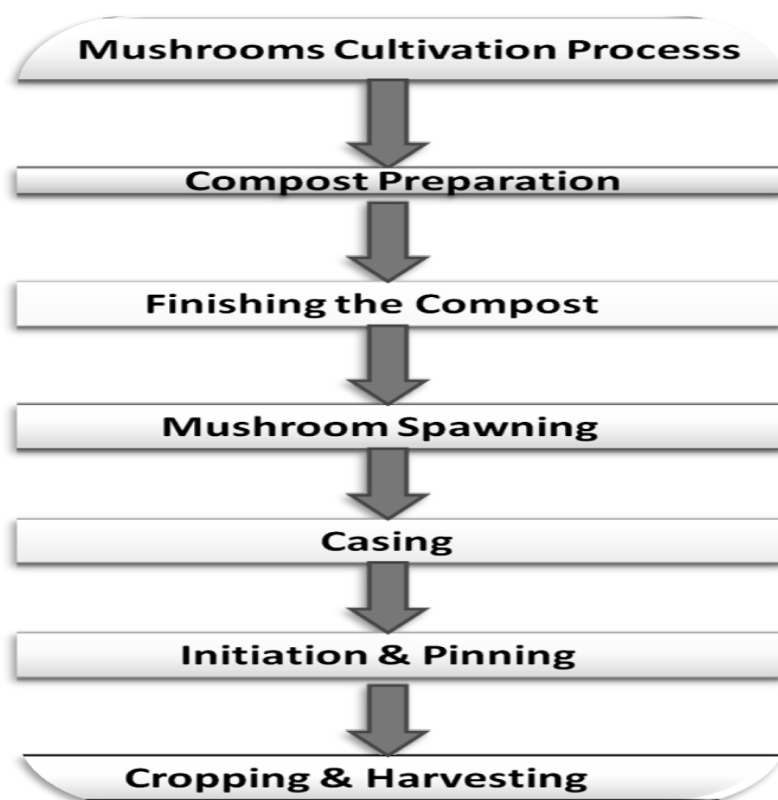 Mushrooms Cultivation Processs
Compost Preparation
Finishing the Compost
Mushroom Spawning
Casing
Initiation & Pinning
Cropping & Harvesting